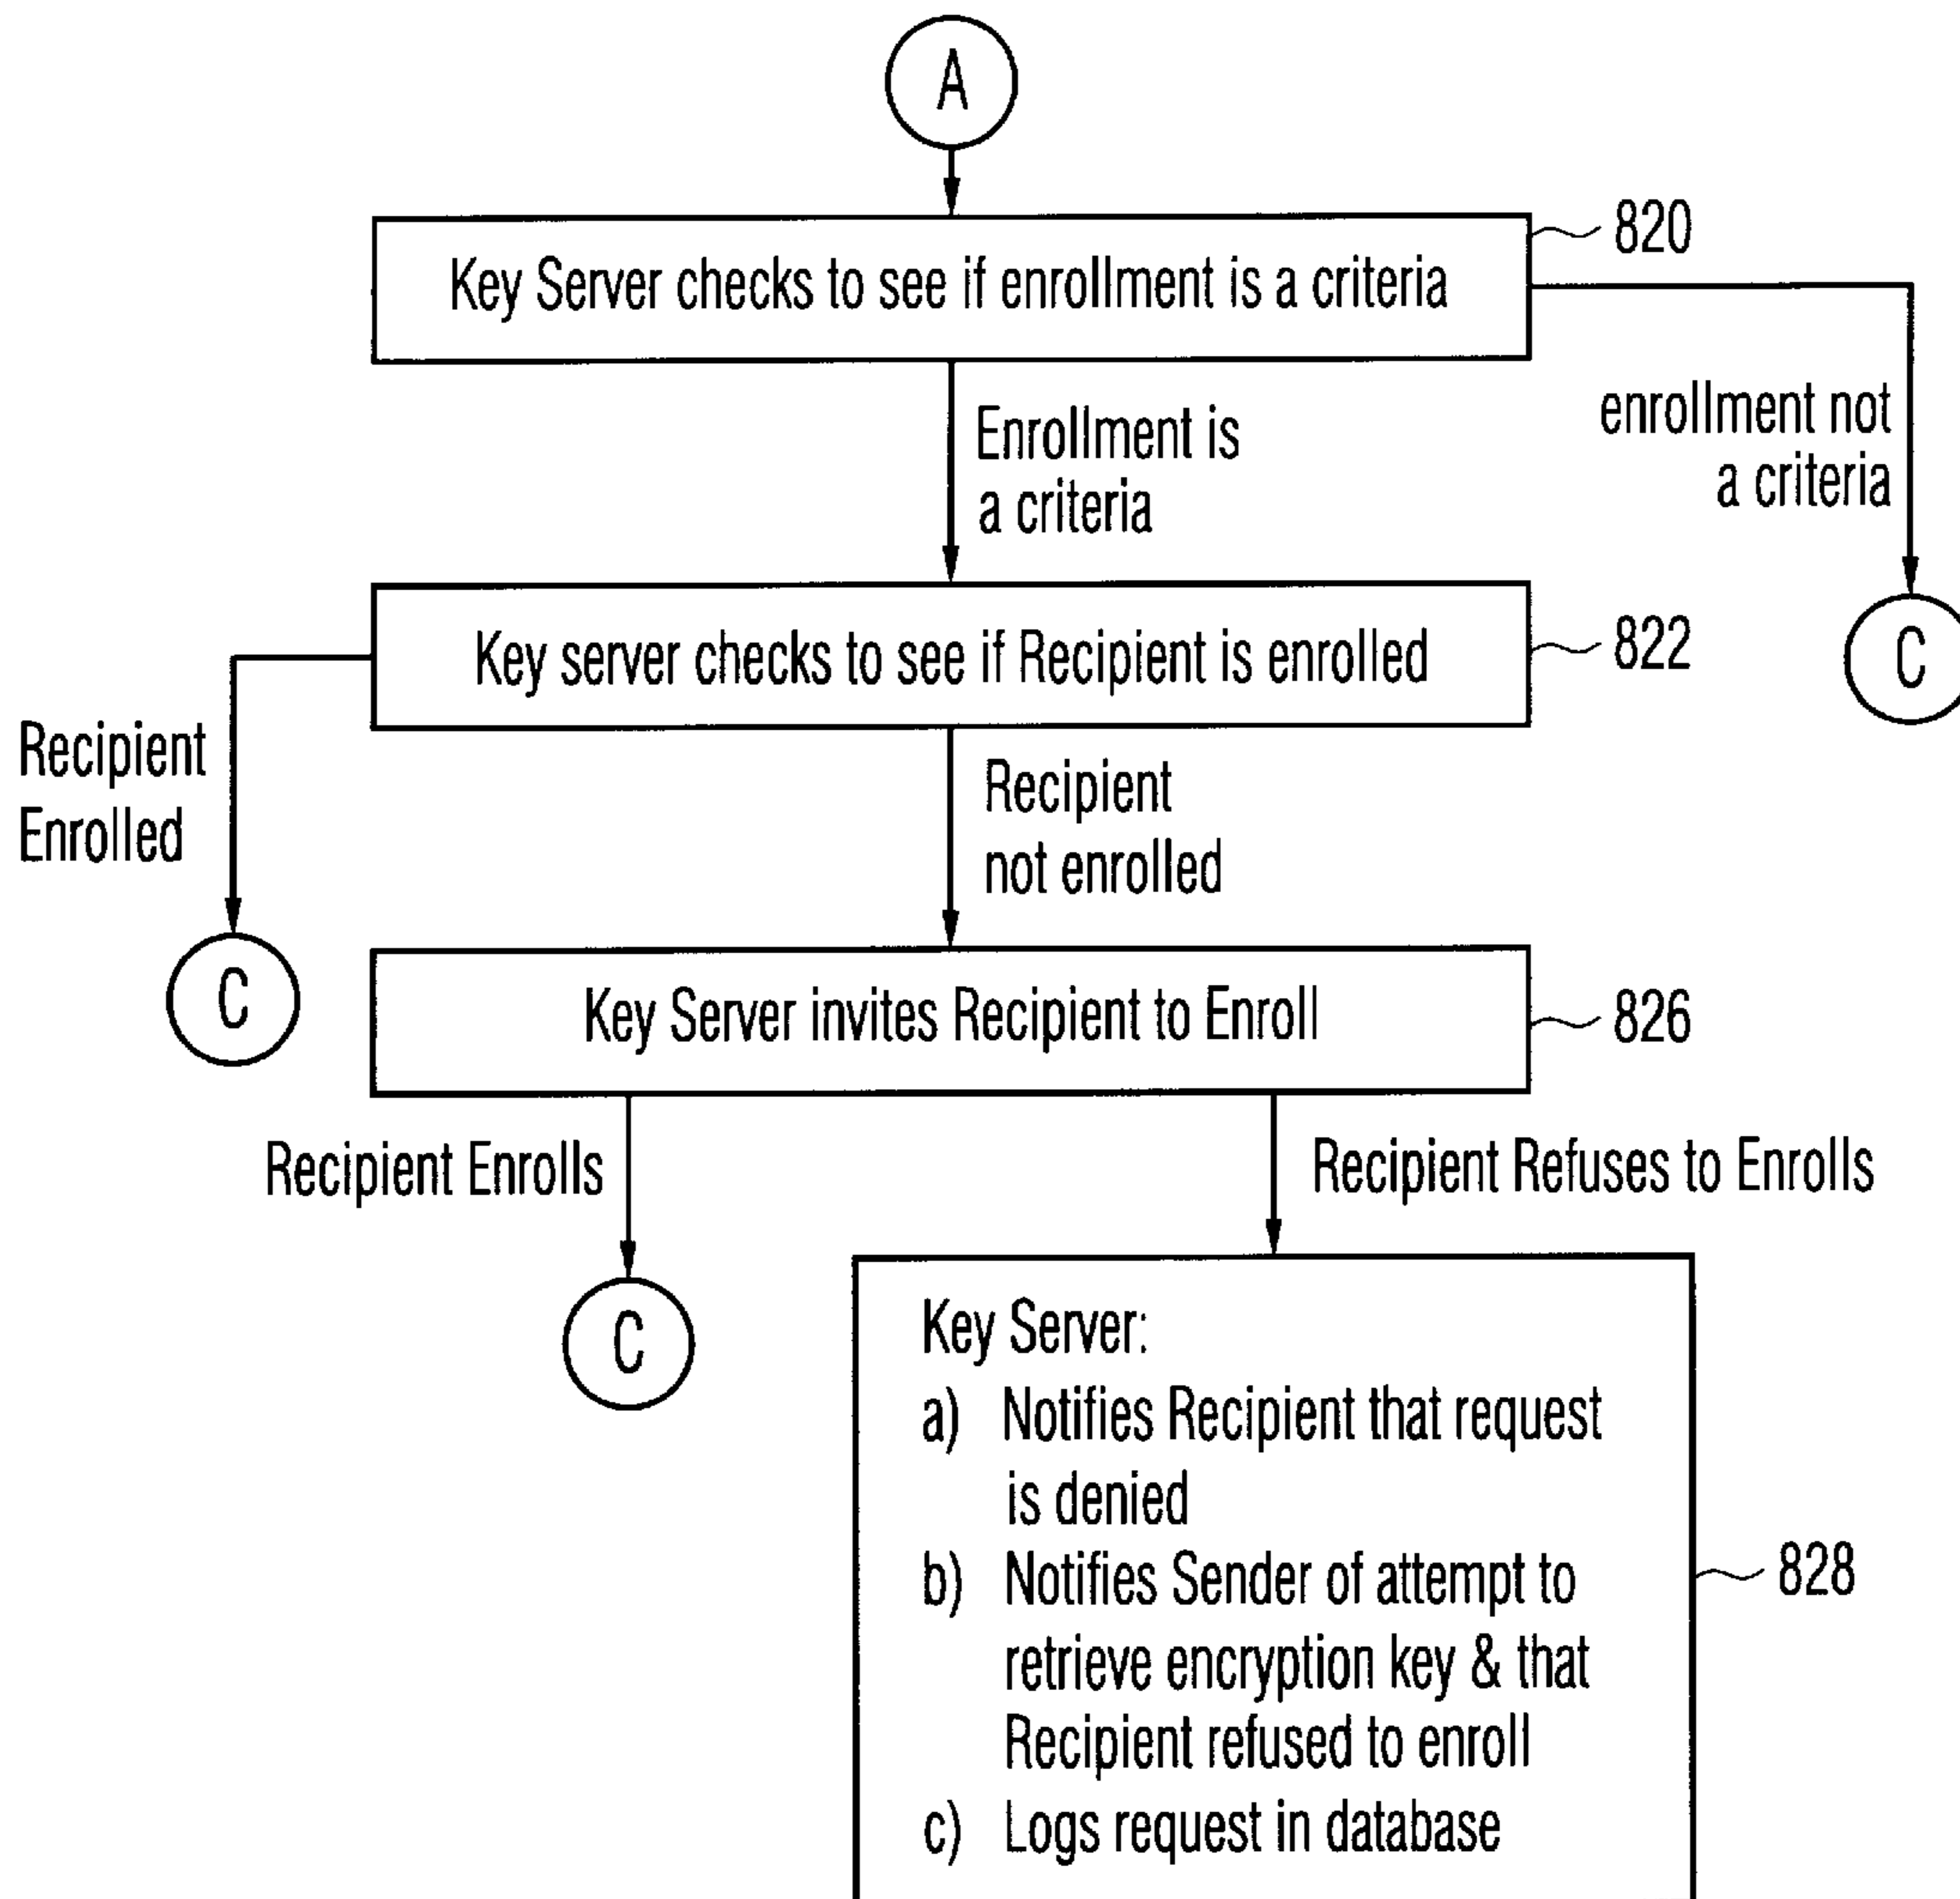 A
820
Key Server checks to see if enrollment is a criteria
Enrollment is
a criteria
enrollment not
a criteria
Key server checks to see if Recipient is enrolled
822
C
Recipient
Enrolled
Recipient
not enrolled
C
Key Server invites Recipient to Enroll
826
Recipient Enrolls
Recipient Refuses to Enrolls
C
Key Server:
a) Notifies Recipient that request
is denied
b) Notifies Sender of attempt to
retrieve encryption key & that
Recipient refused to enroll
c) Logs request in database
828